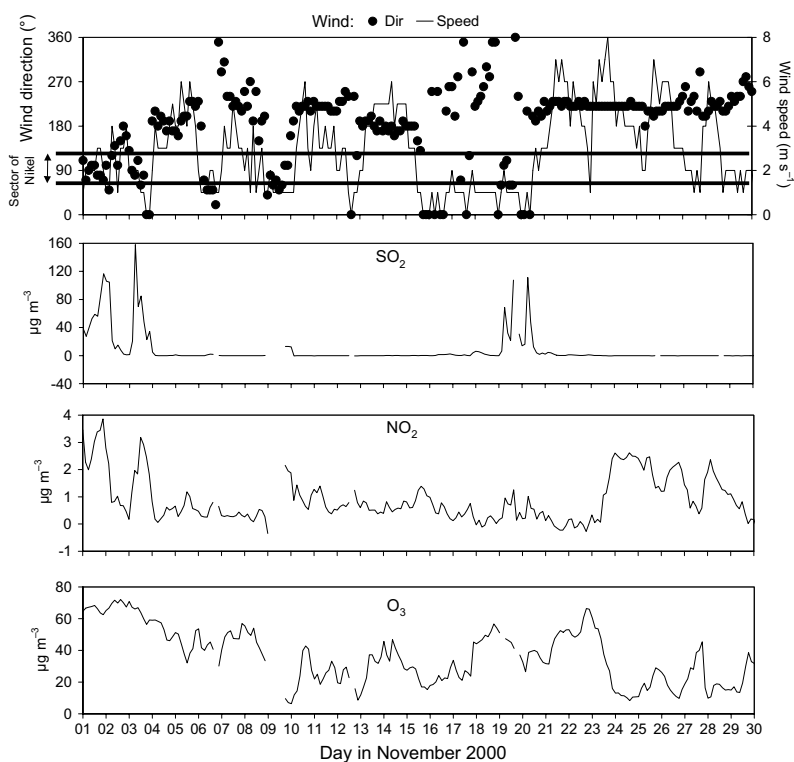 Wind: ● Dir — Speed
Wind direction (°)
360
270
180
90
0
Sector of
Nikel
8
6
4
2
0
Wind speed (m s⁻¹)
SO₂
µg m⁻³
160
120
80
40
0
-40
NO₂
µg m⁻³
4
3
2
1
0
-1
O₃
µg m⁻³
80
60
40
20
0
01 02 03 04 05 06 07 08 09 10 11 12 13 14 15 16 17 18 19 20 21 22 23 24 25 26 27 28 29 30
Day in November 2000